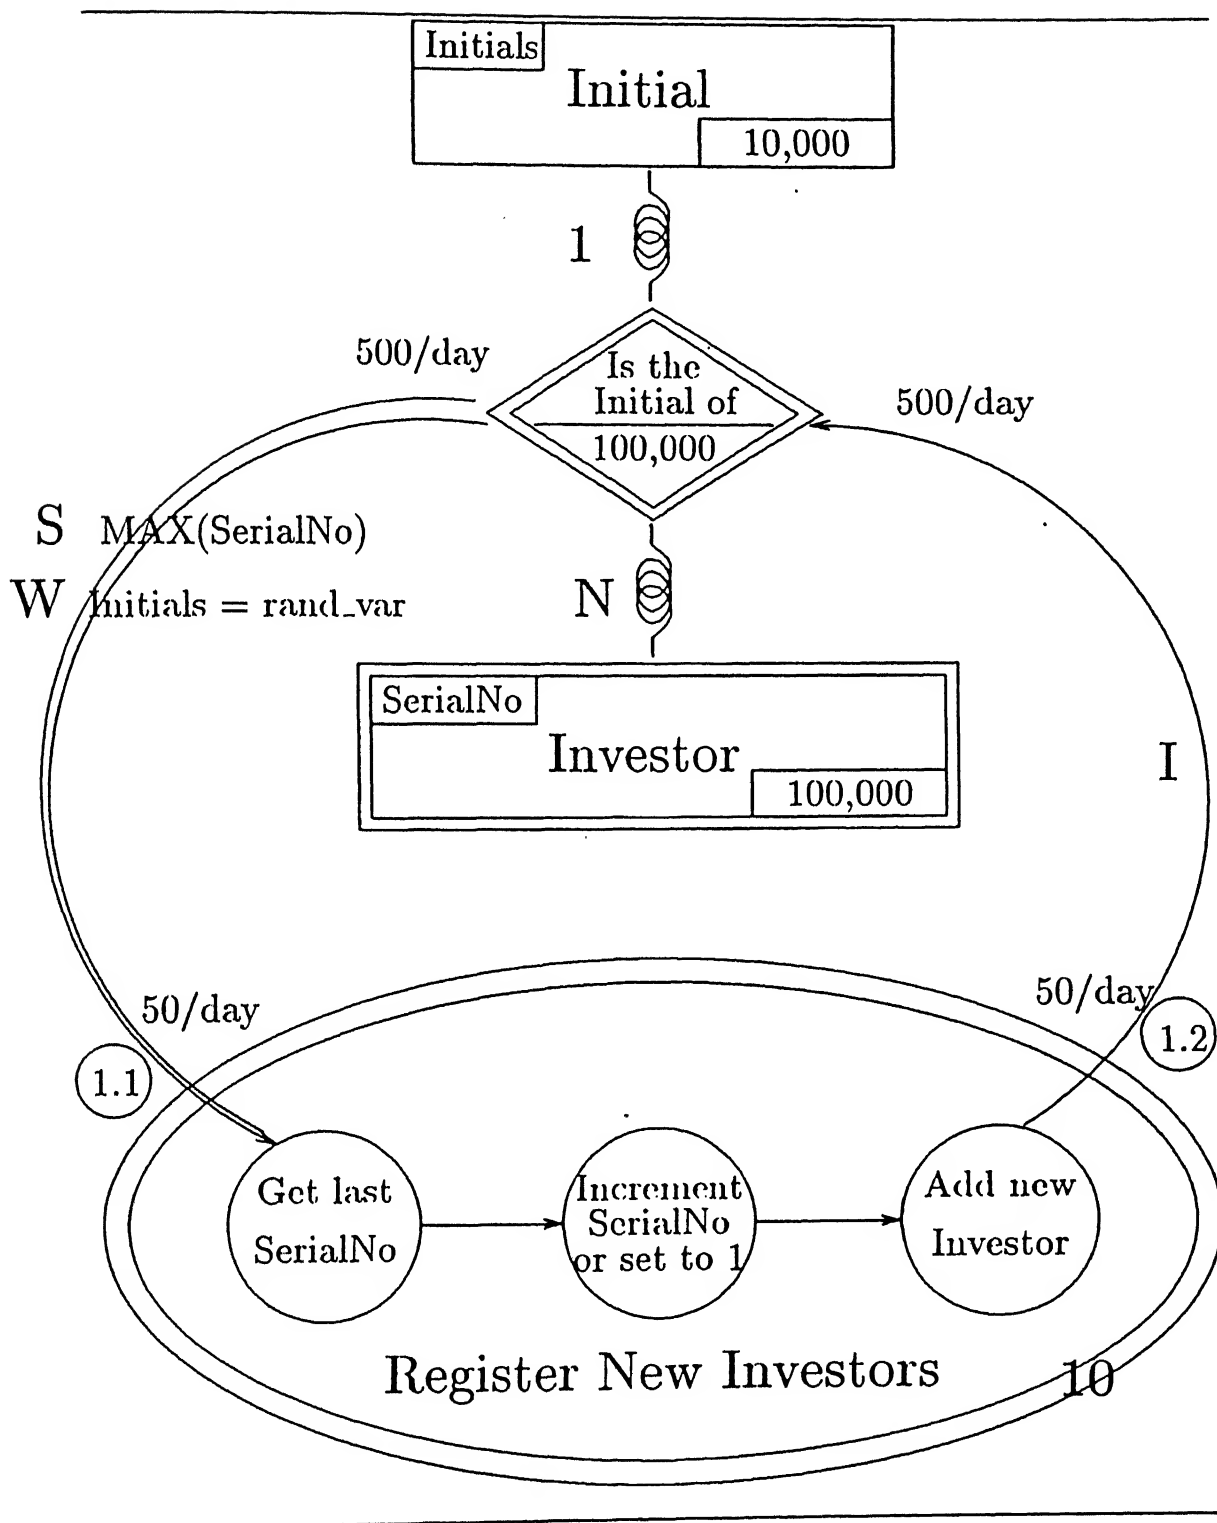 Initials
Initial
10,000
1
500/day
Is the
Initial of
100,000
500/day
S MAX(SerialNo)
W Initials = rand_var
N
SerialNo
Investor
100,000
I
50/day
50/day
1.1
1.2
Get last
SerialNo
Increment
SerialNo
or set to 1
Add new
Investor
Register New Investors
10